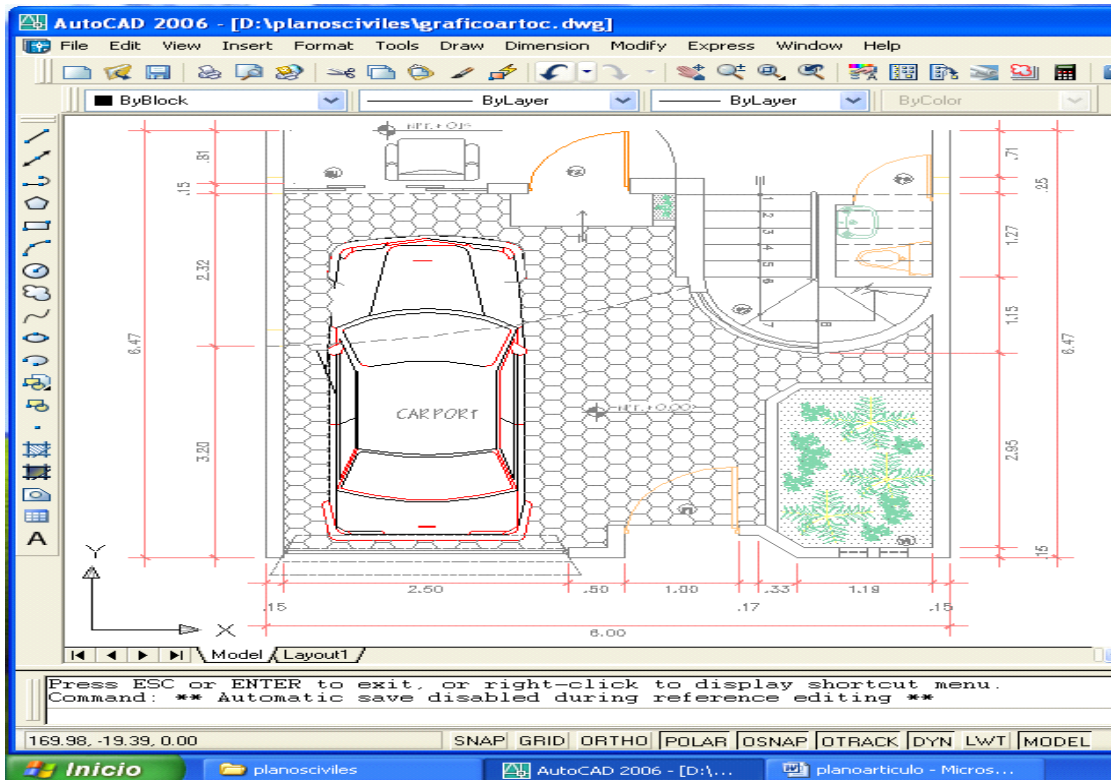 AutoCAD 2006 - [D:\planosciviles\graficoartoc.dwg]
File Edit View Insert Format Tools Draw Dimension Modify Express Window Help
ByBlock ByLayer ByLayer ByColor
A
.81
.15
2.32
6.47
3.20
1
2
3
4
5
6
7
8
.71
.25
1.27
1.15
6.47
2.95
.15
CARPORT
NPT. +0.00
2.50 .50 1.00 .33 1.19
.15 .17 .15
6.00
Y
X
Model Layout1
Press ESC or ENTER to exit, or right-click to display shortcut menu.
Command: ** Automatic save disabled during reference editing **
169.98, -19.39, 0.00 SNAP GRID ORTHO POLAR OSNAP OTRACK DYN LWT MODEL
Inicio planosciviles AutoCAD 2006 - [D:\... planoarticulo - Micros...